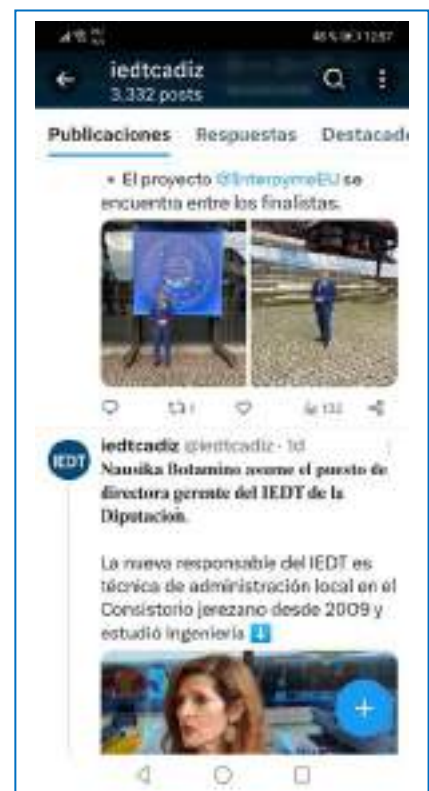 12:57
iedtcadiz
3.332 posts
Publicaciones Respuestas Destacado
• El proyecto @InterpymeEU se
encuentra entre los finalistas.
1 132
iedtcadiz @iedtcadiz · 1d
IEDT
Nausika Botamino asume el puesto de
directora gerente del IEDT de la
Diputación.
La nueva responsable del IEDT es
técnica de administración local en el
Consistorio jerezano desde 2009 y
estudió Ingeniería